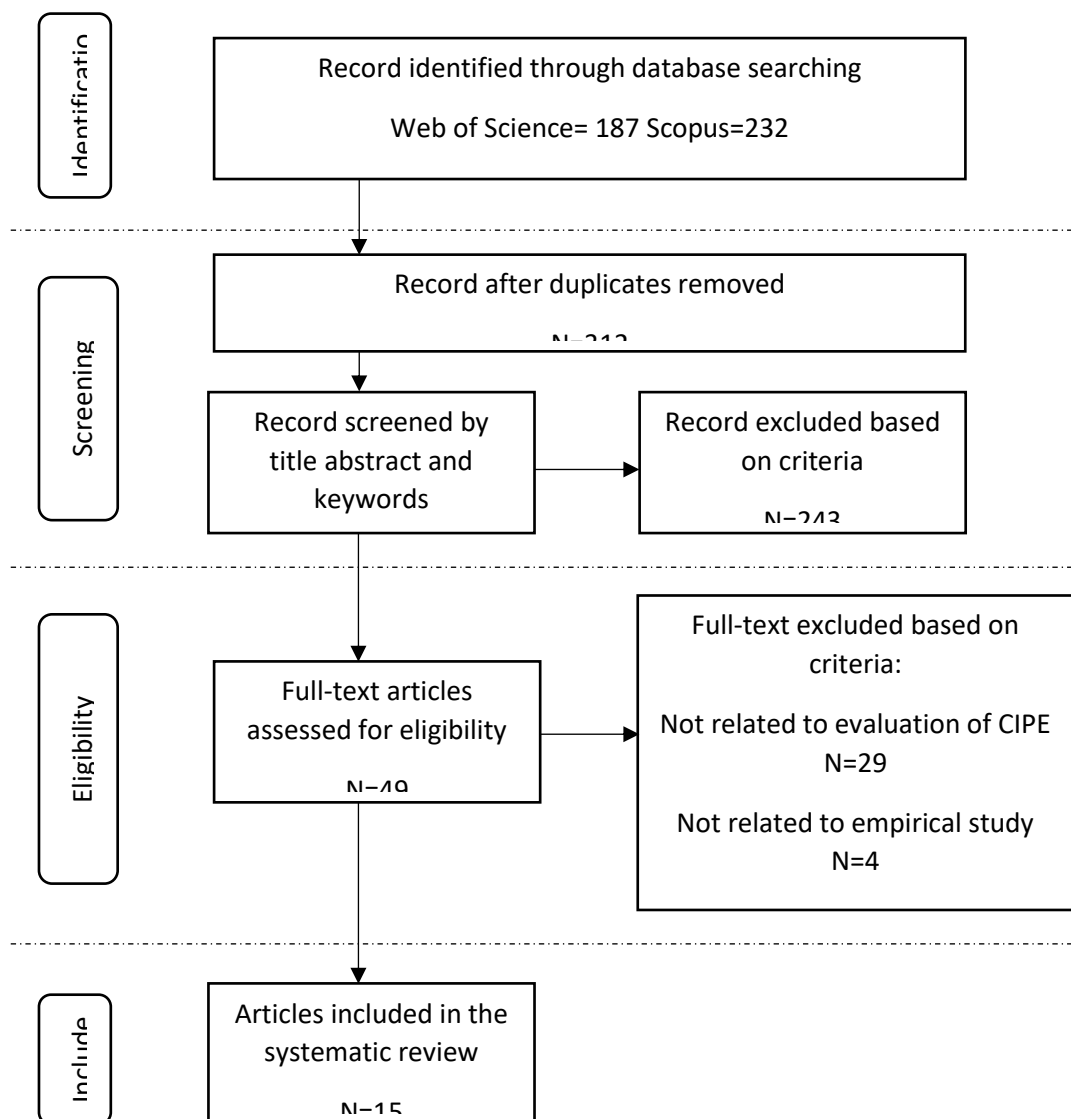 Identificatio
Record identified through database searching
Web of Science= 187 Scopus=232
Screening
Record after duplicates removed
Record screened by
title abstract and
keywords
Record excluded based
on criteria
N=243
Eligibility
Full-text articles
assessed for eligibility
N=49
Full-text excluded based on
criteria:
Not related to evaluation of CIPE
N=29
Not related to empirical study
N=4
Include
Articles included in the
systematic review
N=15